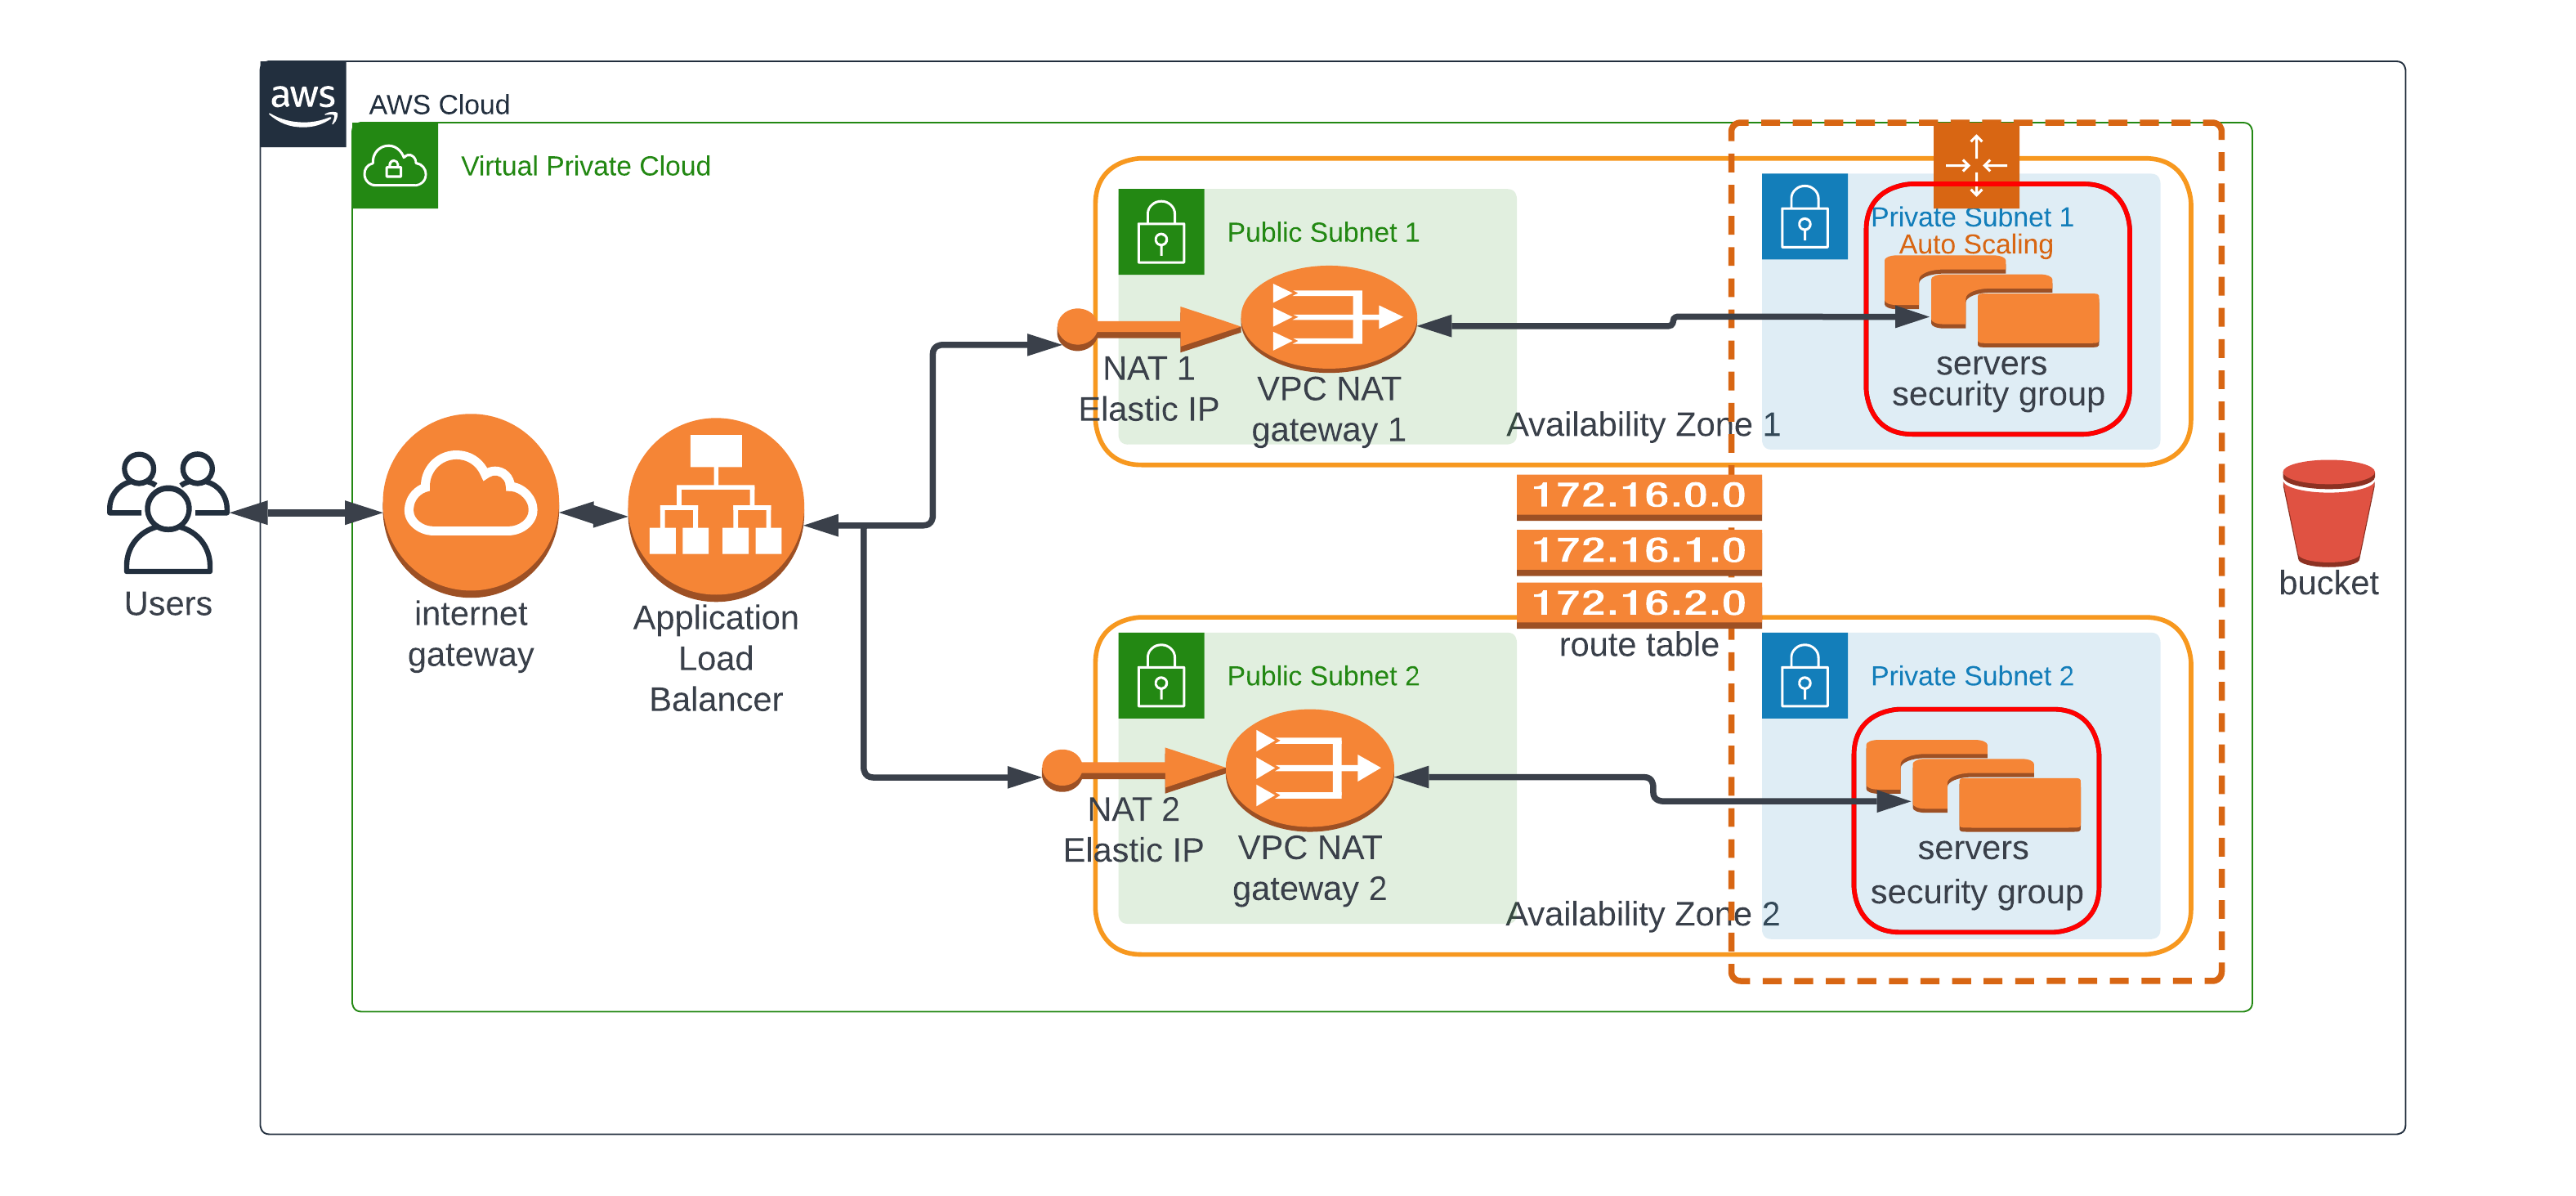 aws
AWS Cloud
Virtual Private Cloud
Public Subnet 1
Private Subnet 1
Auto Scaling
NAT 1
Elastic IP
VPC NAT
gateway 1
servers
security group
Availability Zone 1
172.16.0.0
172.16.1.0
172.16.2.0
route table
Users
internet
gateway
Application
Load
Balancer
bucket
Public Subnet 2
Private Subnet 2
NAT 2
Elastic IP
VPC NAT
gateway 2
servers
security group
Availability Zone 2